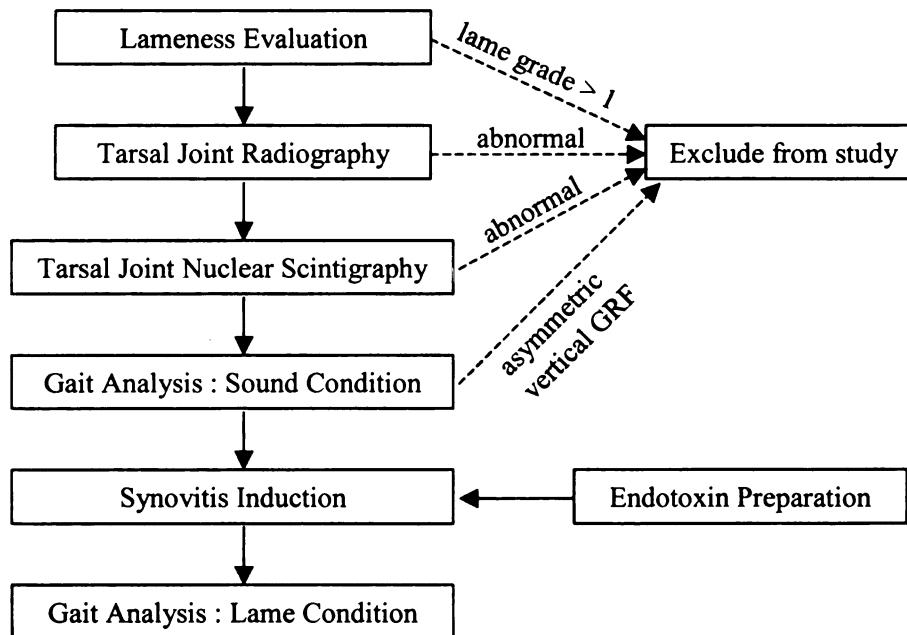 Lameness Evaluation
lame grade > 1
Tarsal Joint Radiography
abnormal
Exclude from study
abnormal
Tarsal Joint Nuclear Scintigraphy
asymmetric
vertical GRF
Gait Analysis : Sound Condition
Synovitis Induction
Endotoxin Preparation
Gait Analysis : Lame Condition